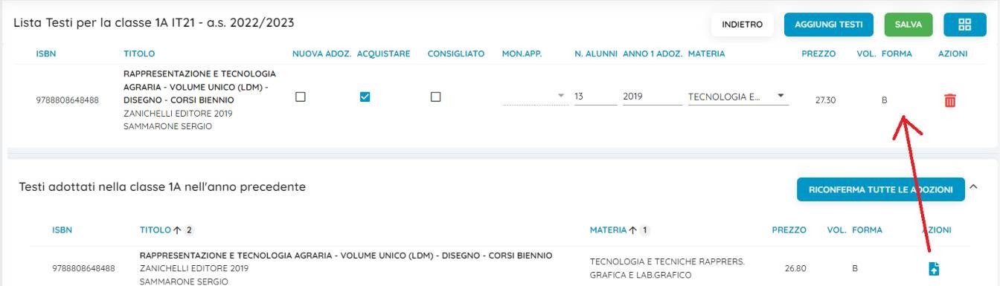 Lista Testi per la classe 1A IT21 - a.s. 2022/2023
INDIETRO
AGGIUNGI TESTI
SALVA
ISBN TITOLO NUOVA ADOZ. ACQUISTARE CONSIGLIATO MON.APP. N. ALUNNI ANNO 1 ADOZ. MATERIA PREZZO VOL. FORMA AZIONI
RAPPRESENTAZIONE E TECNOLOGIA
AGRARIA - VOLUME UNICO (LDM) -
DISEGNO - CORSI BIENNIO
ZANICHELLI EDITORE 2019
SAMMARONE SERGIO
9788808648488 13 2019 TECNOLOGIA E... 27.30 B
Testi adottati nella classe 1A nell'anno precedente
RICONFERMA TUTTE LE ADOZIONI
ISBN TITOLO 2 MATERIA 1 PREZZO VOL. FORMA AZIONI
9788808648488
RAPPRESENTAZIONE E TECNOLOGIA AGRARIA - VOLUME UNICO (LDM) - DISEGNO - CORSI BIENNIO
ZANICHELLI EDITORE 2019
SAMMARONE SERGIO
TECNOLOGIA E TECNICHE RAPPRERS.
GRAFICA E LAB.GRAFICO
26.80 B